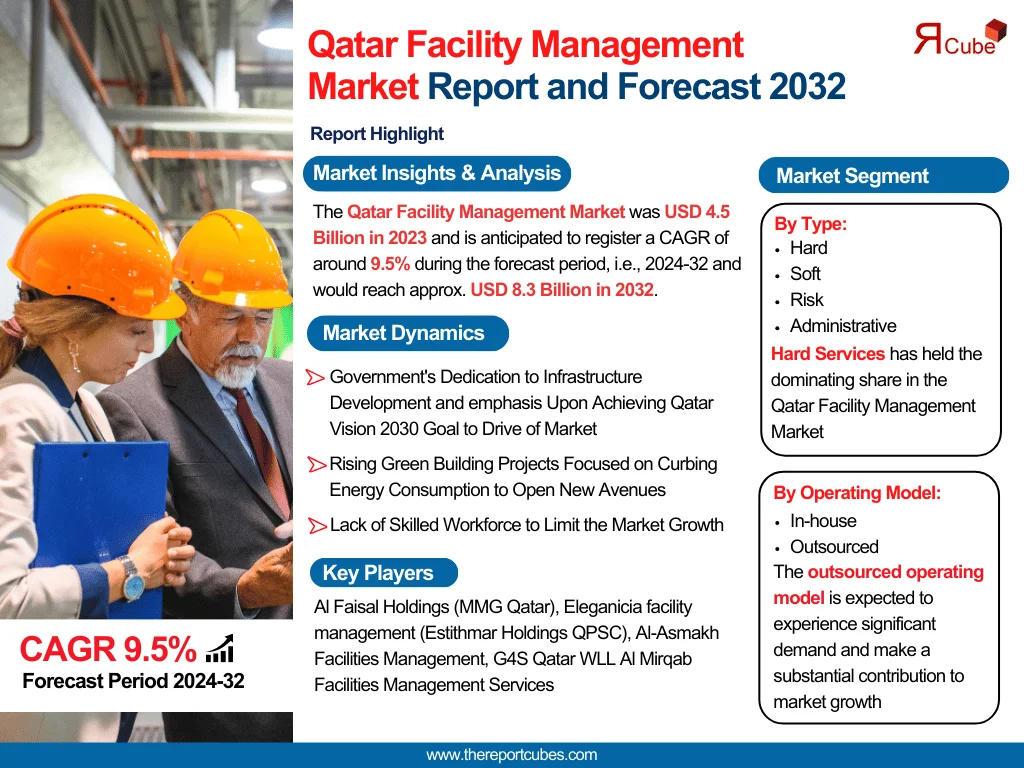 Qatar Facility Management
Market Report and Forecast 2032
ЯCube
Report Highlight
Market Insights & Analysis
The Qatar Facility Management Market was USD 4.5
Billion in 2023 and is anticipated to register a CAGR of
around 9.5% during the forecast period, i.e., 2024-32 and
would reach approx. USD 8.3 Billion in 2032.
Market Dynamics
Government's Dedication to Infrastructure
Development and emphasis Upon Achieving Qatar
Vision 2030 Goal to Drive of Market
Rising Green Building Projects Focused on Curbing
Energy Consumption to Open New Avenues
Lack of Skilled Workforce to Limit the Market Growth
Key Players
Al Faisal Holdings (MMG Qatar), Eleganicia facility
management (Estithmar Holdings QPSC), Al-Asmakh
Facilities Management, G4S Qatar WLL Al Mirqab
Facilities Management Services
Market Segment
By Type:
• Hard
• Soft
• Risk
• Administrative
Hard Services has held the
dominating share in the
Qatar Facility Management
Market
By Operating Model:
• In-house
• Outsourced
The outsourced operating
model is expected to
experience significant
demand and make a
substantial contribution to
market growth
CAGR 9.5%
Forecast Period 2024-32
www.thereportcubes.com